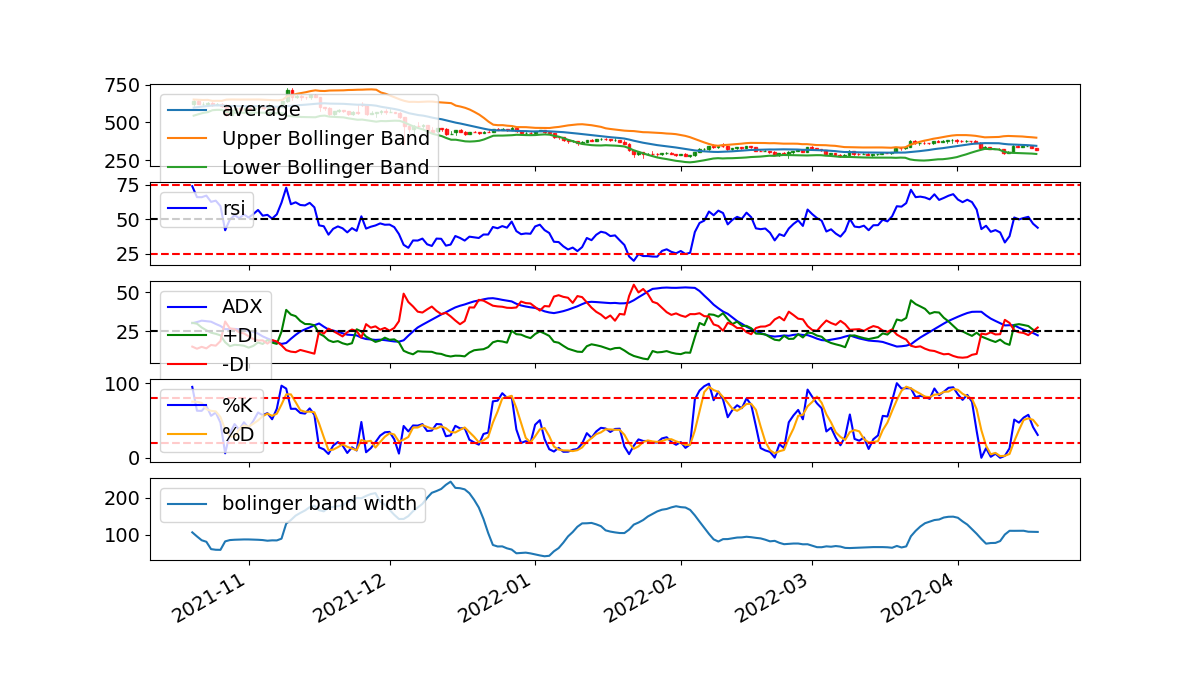 750
500
250
average
Upper Bollinger Band
Lower Bollinger Band
75
50
25
rsi
50
25
ADX
+DI
-DI
100
0
%K
%D
200
100
bolinger band width
2021-11
2021-12
2022-01
2022-02
2022-03
2022-04